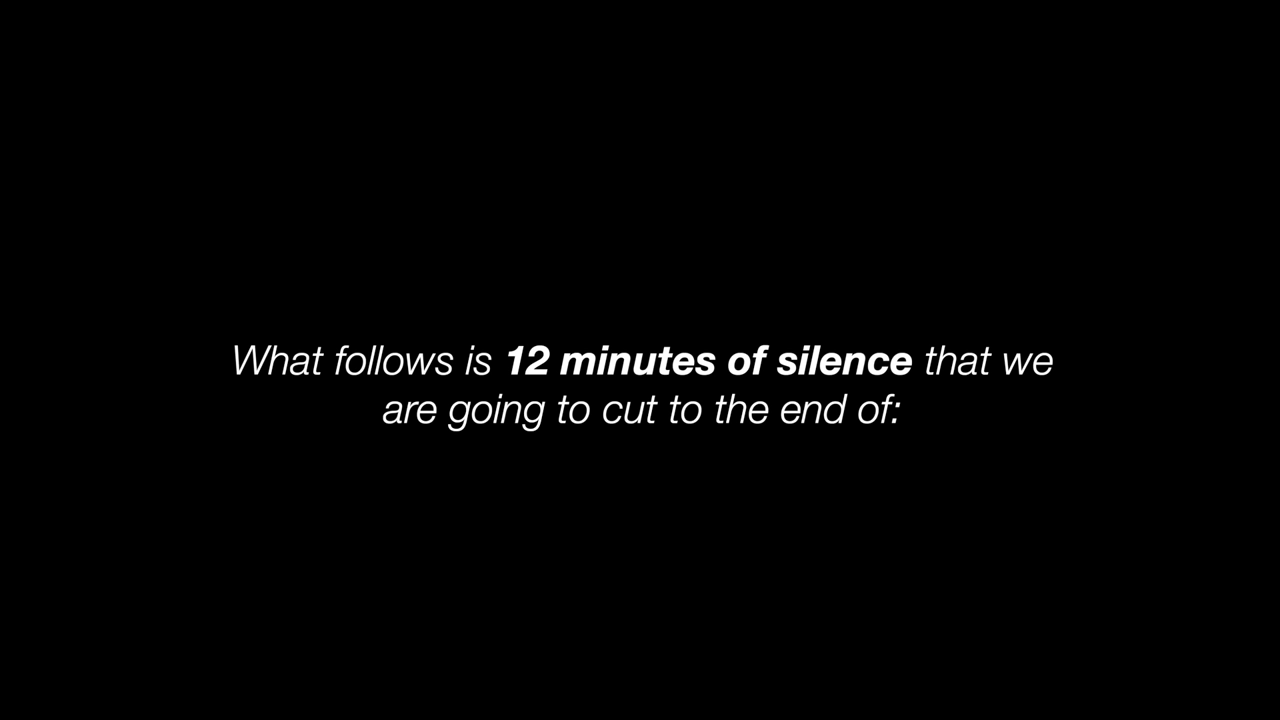 What follows is 12 minutes of silence that we
are going to cut to the end of: